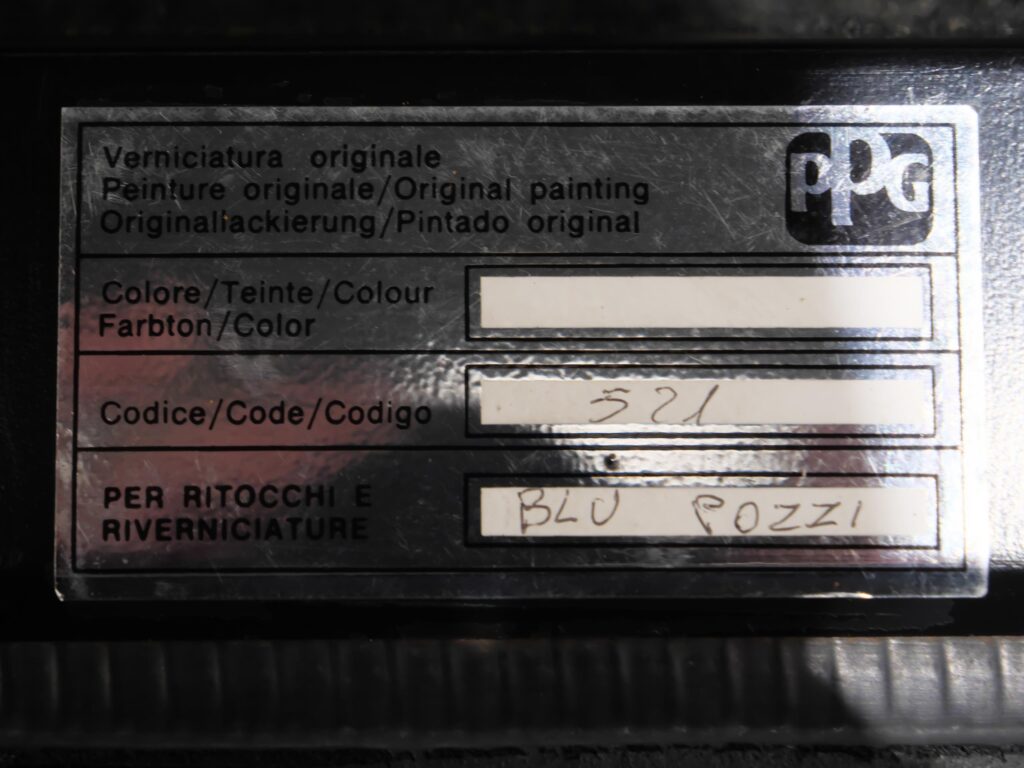 Verniciatura originale
Peinture originale/Original painting
Originallackierung/Pintado original
PPG
Colore/Teinte/Colour
Farbton/Color
Codice/Code/Codigo
521
PER RITOCCHI E
RIVERNICIATURE
BLU POZZI